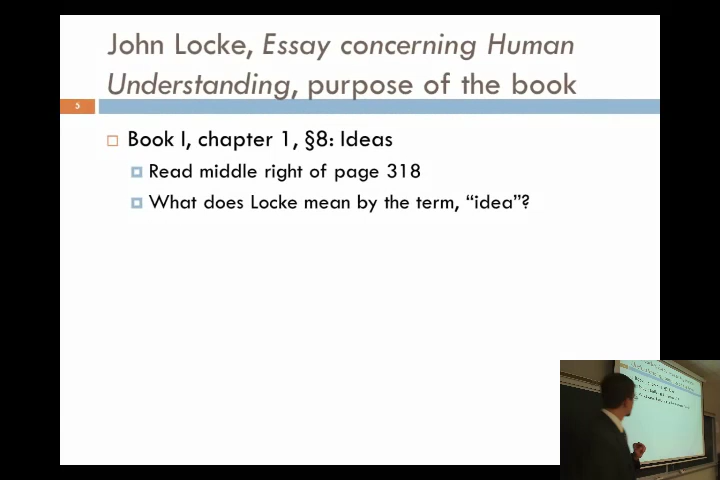 John Locke, Essay concerning Human
Understanding, purpose of the book
5
Book I, chapter 1, §8: Ideas
Read middle right of page 318
What does Locke mean by the term, “idea”?